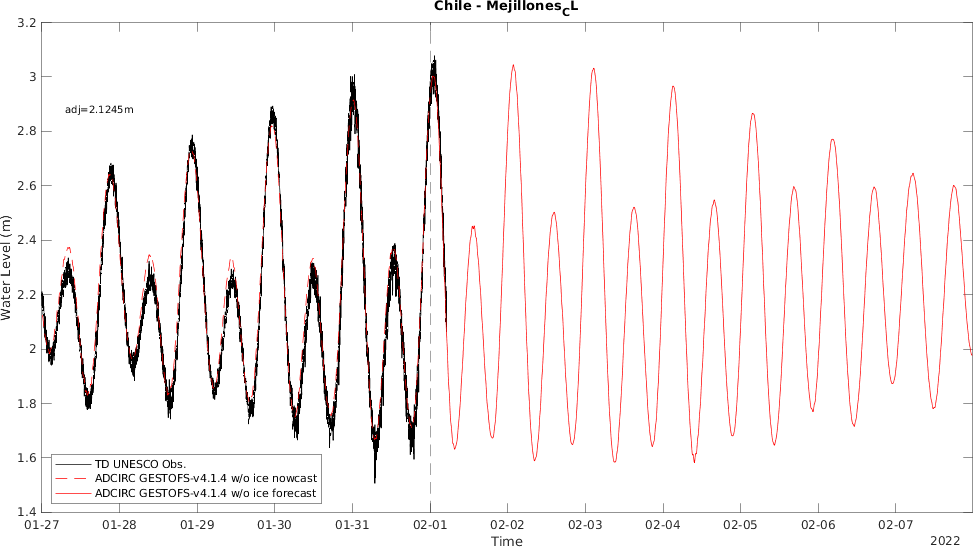 Chile - Mejillones_CL
3.2
3
2.8
2.6
2.4
2.2
2
1.8
1.6
1.4
Water Level (m)
adj=2.1245m
TD UNESCO Obs.
ADCIRC GESTOFS-v4.1.4 w/o ice nowcast
ADCIRC GESTOFS-v4.1.4 w/o ice forecast
01-27 01-28 01-29 01-30 01-31 02-01 02-02 02-03 02-04 02-05 02-06 02-07
Time
2022